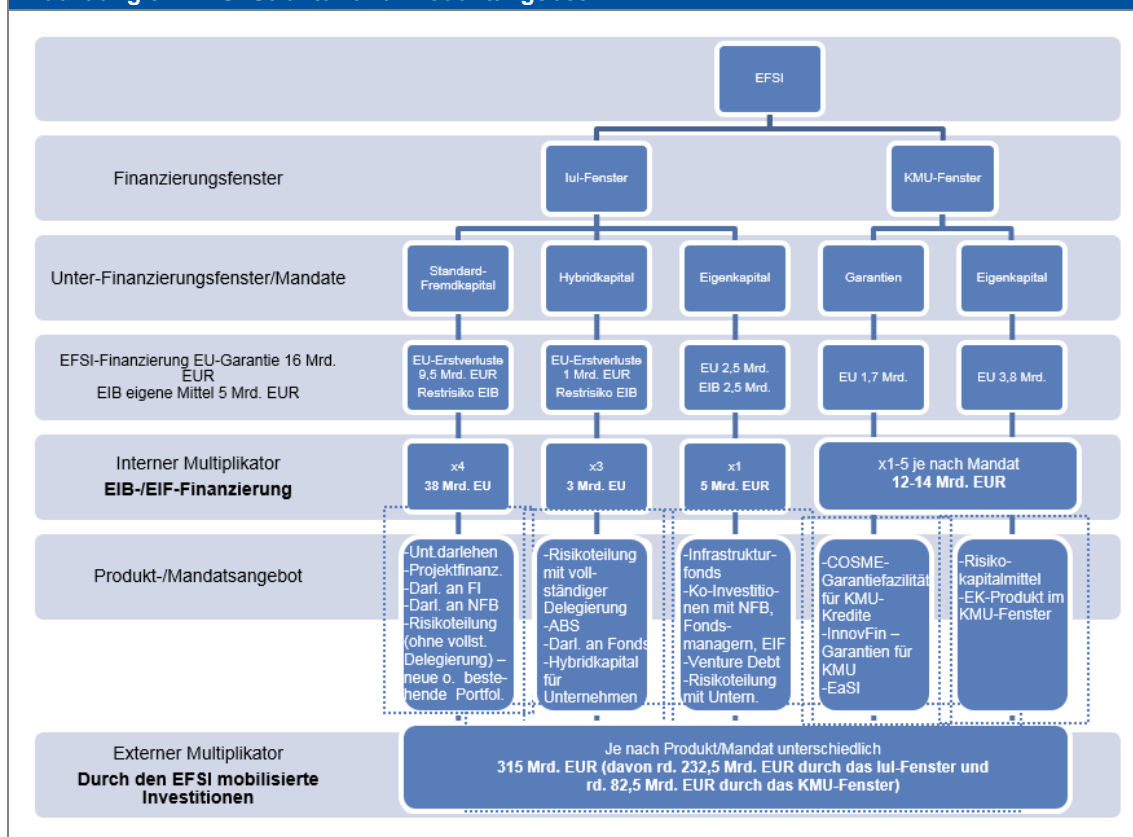 EFSI
Finanzierungsfenster
IuI-Fenster
KMU-Fenster
Unter-Finanzierungsfenster/Mandate
Standard-
Fremdkapital
Hybridkapital
Eigenkapital
Garantien
Eigenkapital
EFSI-Finanzierung EU-Garantie 16 Mrd.
EUR
EIB eigene Mittel 5 Mrd. EUR
EU-Erstverluste
9,5 Mrd. EUR
Restrisiko EIB
EU-Erstverluste
1 Mrd. EUR
Restrisiko EIB
EU 2,5 Mrd.
EIB 2,5 Mrd.
EU 1,7 Mrd.
EU 3,8 Mrd.
Interner Multiplikator
EIB-/EIF-Finanzierung
x4
38 Mrd. EU
x3
3 Mrd. EU
x1
5 Mrd. EUR
x1-5 je nach Mandat
12-14 Mrd. EUR
Produkt-/Mandatsangebot
-Unt.darlehen
-Projektfinanz.
-Darl. an FI
-Darl. an NFB
-Risikoteilung
(ohne vollst.
Delegierung) –
neue o. beste-
hende Portfol.
-Risikoteilung
mit voll-
ständiger
Delegierung
-ABS
-Darl. an Fonds
-Hybridkapital
für
Unternehmen
-Infrastruktur-
fonds
-Ko-Investitio-
nen mit NFB,
Fonds-
managern, EIF
-Venture Debt
-Risikoteilung
mit Untern.
-COSME-
Garantiefazilität
für KMU-
Kredite
-InnovFin –
Garantien für
KMU
-EaSI
-Risiko-
kapitalmittel
-EK-Produkt im
KMU-Fenster
Externer Multiplikator
Durch den EFSI mobilisierte
Investitionen
Je nach Produkt/Mandat unterschiedlich
315 Mrd. EUR (davon rd. 232,5 Mrd. EUR durch das IuI-Fenster und
rd. 82,5 Mrd. EUR durch das KMU-Fenster)